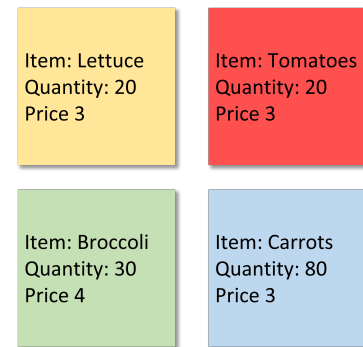 Item: Lettuce
Quantity: 20
Price 3
Item: Tomatoes
Quantity: 20
Price 3
Item: Broccoli
Quantity: 30
Price 4
Item: Carrots
Quantity: 80
Price 3